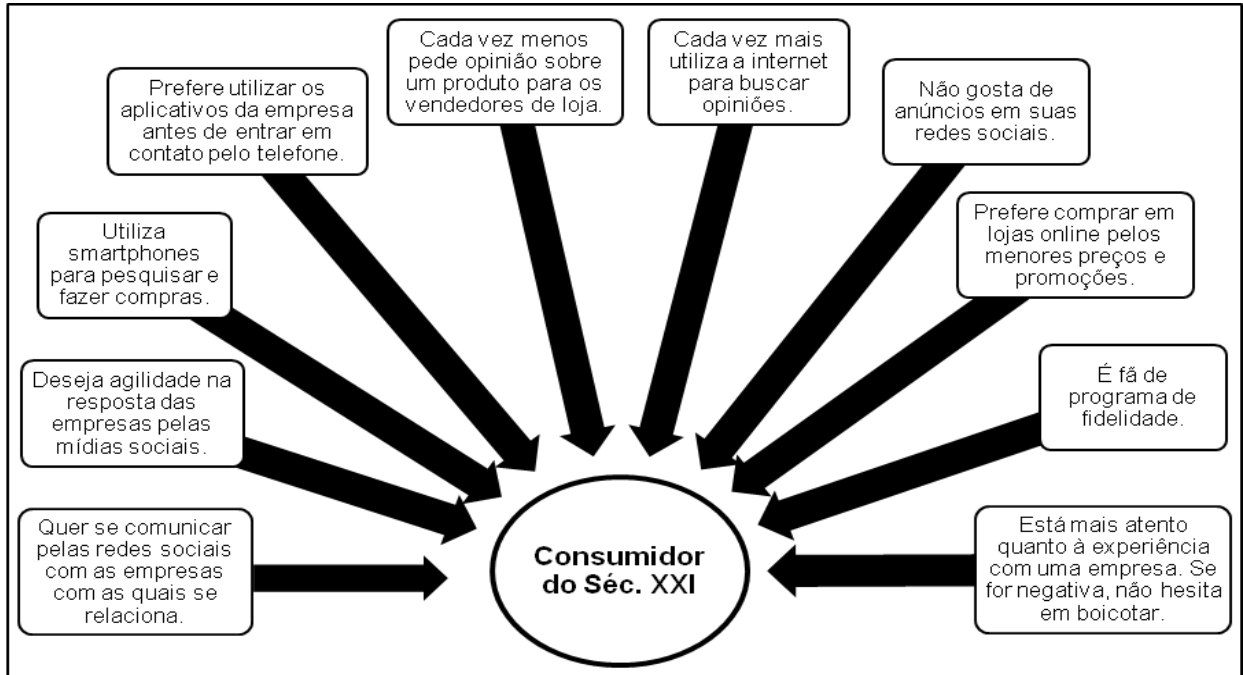 Quer se comunicar
pelas redes sociais
com as empresas
com as quais se
relaciona.
Deseja agilidade na
resposta das
empresas pelas
mídias sociais.
Utiliza
smartphones
para pesquisar e
fazer compras.
Prefere utilizar os
aplicativos da empresa
antes de entrar em
contato pelo telefone.
Cada vez menos
pede opinião sobre
um produto para os
vendedores de loja.
Cada vez mais
utiliza a internet
para buscar
opiniões.
Não gosta de
anúncios em suas
redes sociais.
Prefere comprar em
lojas online pelos
menores preços e
promoções.
É fã de
programa de
fidelidade.
Está mais atento
quanto à experiência
com uma empresa. Se
for negativa, não hesita
em boicotar.
Consumidor
do Séc. XXI